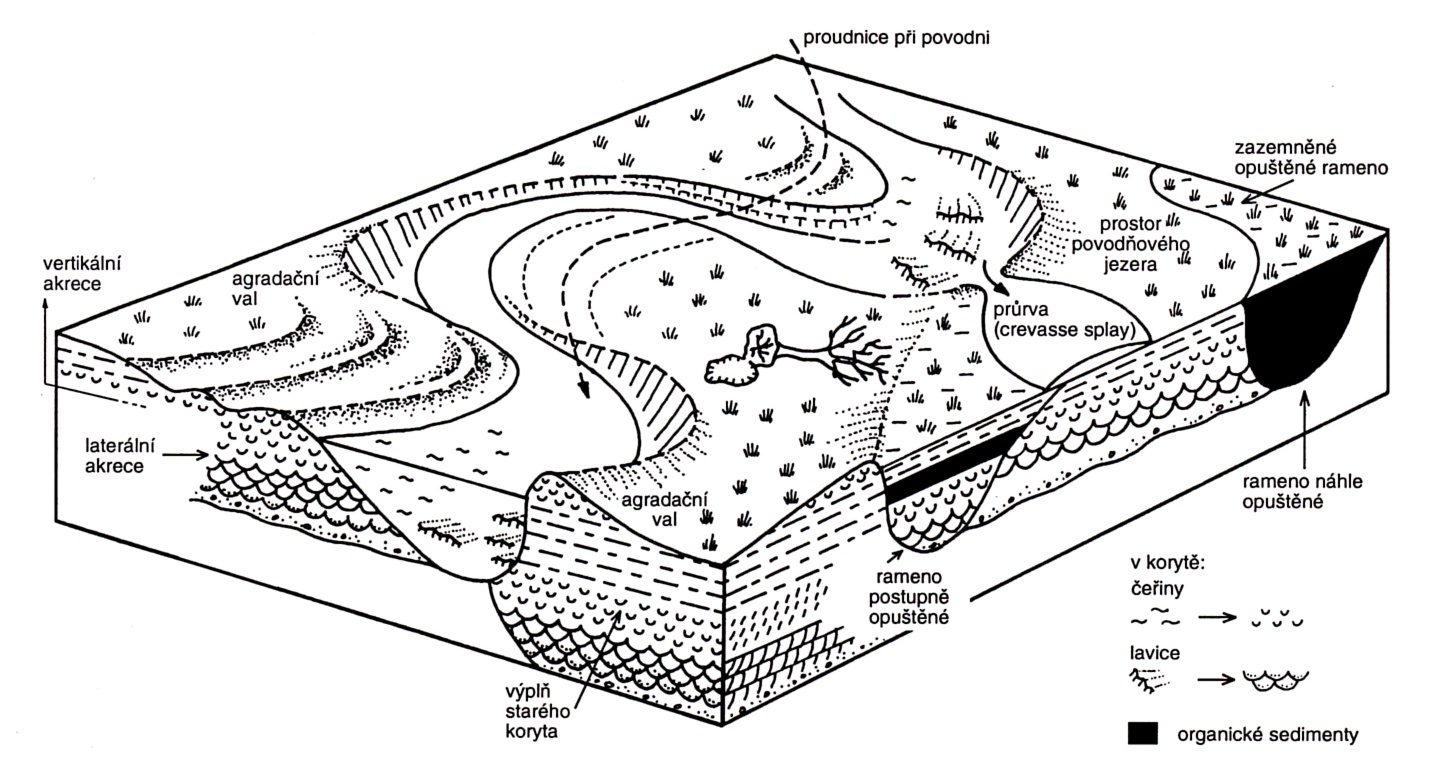 proudnice při povodni
zazemněné
opuštěné rameno
prostor
povodňového
jezera
vertikální
akrece
agradační
val
průrva
(crevasse splay)
laterální
akrece
agradační
val
rameno náhle
opuštěné
rameno
postupně
opuštěné
výplň
starého
koryta
v korytě:
čeřiny
lavice
organické sedimenty